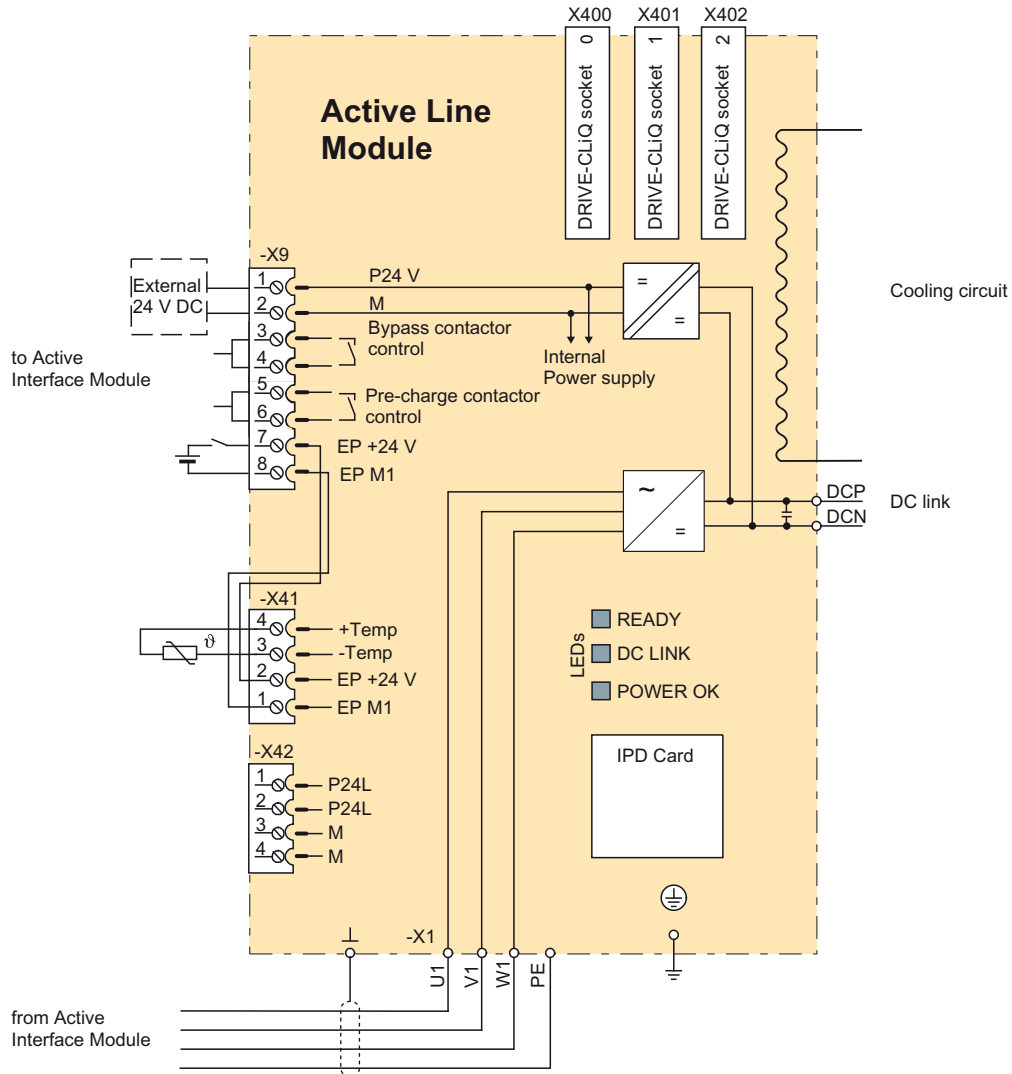 X400 X401 X402
DRIVE-CLiQ socket 0
DRIVE-CLiQ socket 1
DRIVE-CLiQ socket 2
Active Line
Module
-X9
External
24 V DC
1
2
3
4
5
6
7
8
P24 V
M
Bypass contactor
control
Pre-charge contactor
control
EP +24 V
EP M1
to Active
Interface Module
=
=
Internal
Power supply
Cooling circuit
~
=
DCP
DCN
DC link
-X41
ϑ
4 +Temp
3 -Temp
2 EP +24 V
1 EP M1
LEDs
READY
DC LINK
POWER OK
-X42
1 P24L
2 P24L
3 M
4 M
IPD Card
-X1
U1
V1
W1
PE
from Active
Interface Module